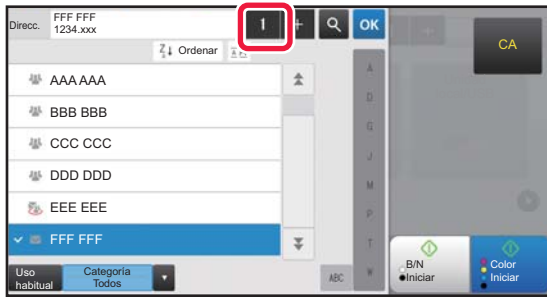 Direcc.
FFF FFF
1234.xxx
1
+
OK
CA
Z
Ordenar
AAA AAA
BBB BBB
CCC CCC
DDD DDD
EEE EEE
FFF FFF
A
D
G
J
M
P
T
W
Uso
habitual
Categoría
Todos
ABC
B/N
Iniciar
Color
Iniciar